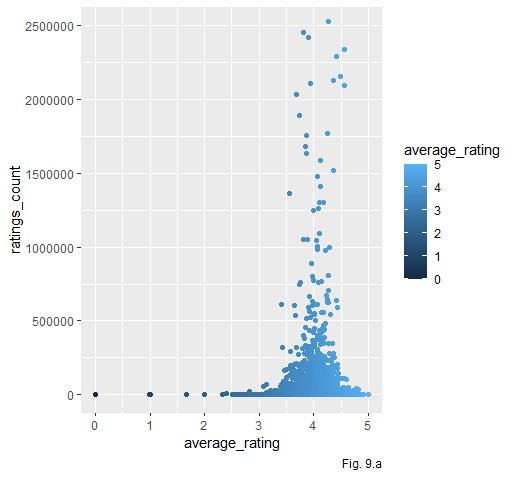 2500000
2000000
1500000
1000000
500000
0
ratings_count
0 1 2 3 4 5
average_rating
average_rating
5
4
3
2
1
0
Fig. 9.a